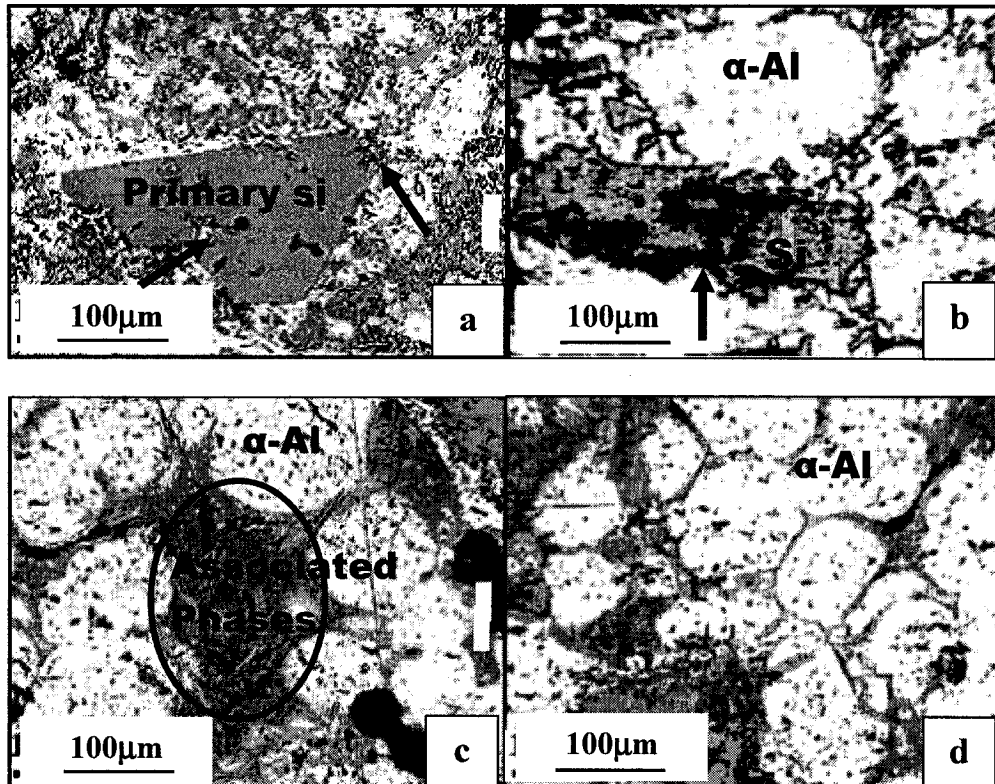 Primary si
100μm
a
α-Al
Si
100μm
b
α-Al
Associated
Phases
100μm
c
α-Al
100μm
d